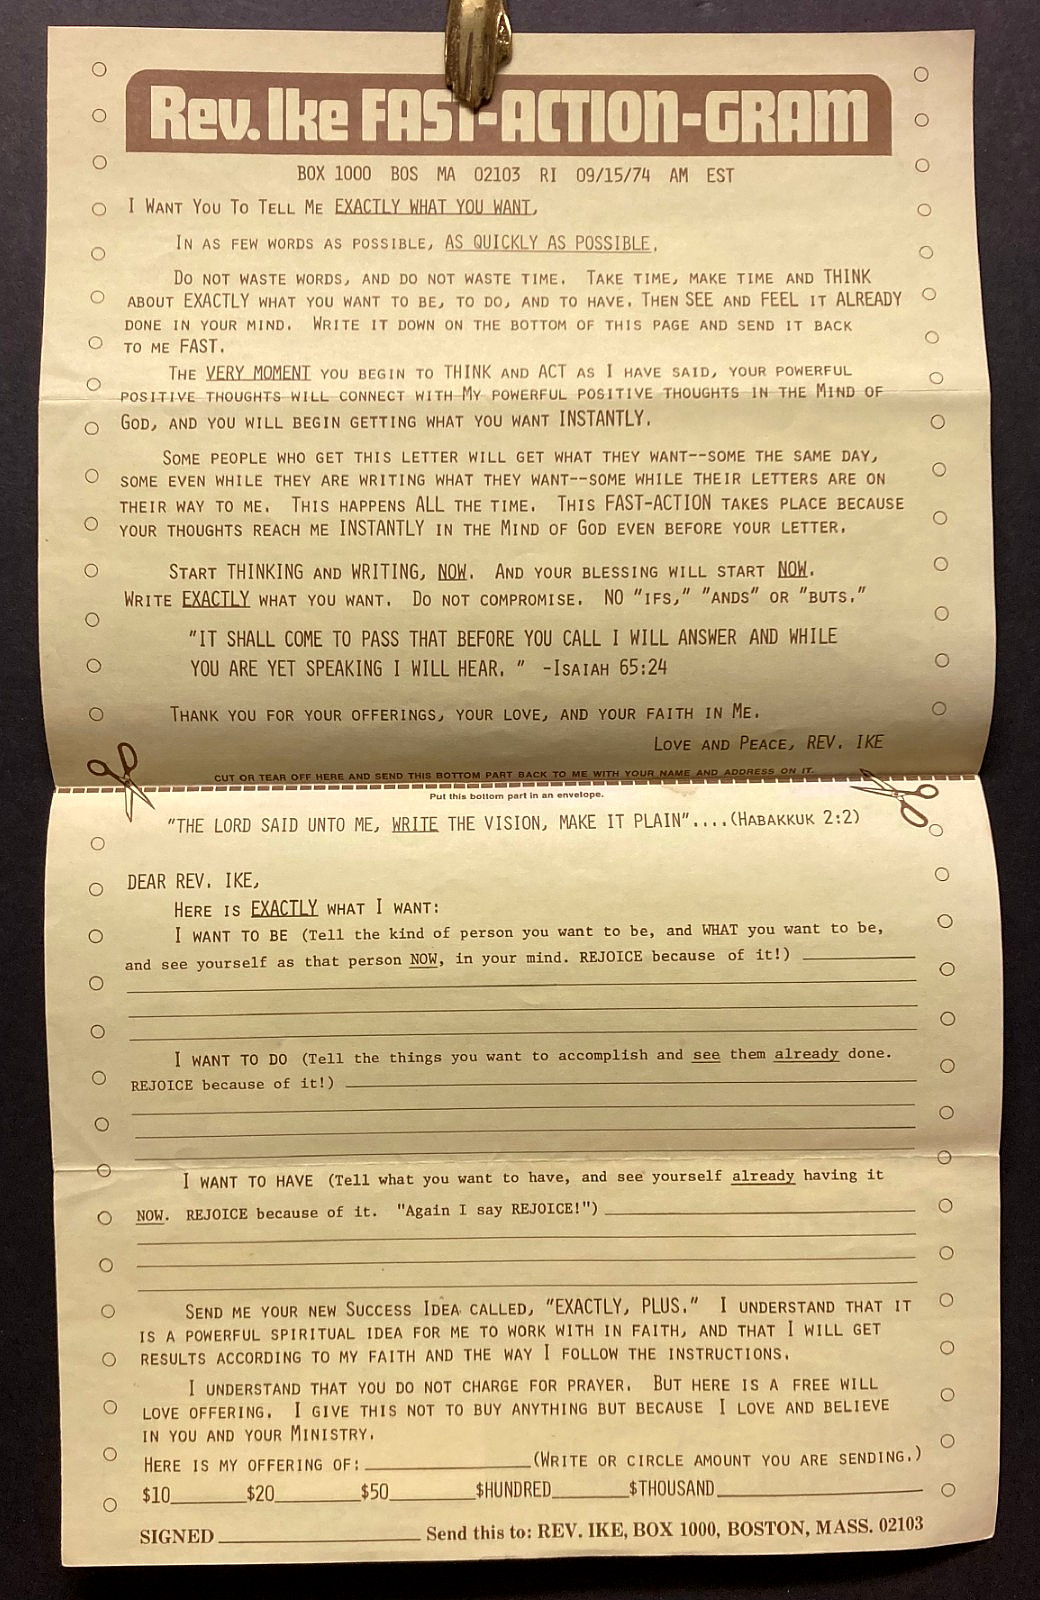 Rev. Ike FAST-ACTION-GRAM
BOX 1000 BOS MA 02103 RI 09/15/74 AM EST
I WANT YOU TO TELL ME EXACTLY WHAT YOU WANT,
IN AS FEW WORDS AS POSSIBLE, AS QUICKLY AS POSSIBLE.
DO NOT WASTE WORDS, AND DO NOT WASTE TIME. TAKE TIME, MAKE TIME AND THINK
ABOUT EXACTLY WHAT YOU WANT TO BE, TO DO, AND TO HAVE. THEN SEE AND FEEL IT ALREADY
DONE IN YOUR MIND. WRITE IT DOWN ON THE BOTTOM OF THIS PAGE AND SEND IT BACK
TO ME FAST.
THE VERY MOMENT YOU BEGIN TO THINK AND ACT AS I HAVE SAID, YOUR POWERFUL
POSITIVE THOUGHTS WILL CONNECT WITH MY POWERFUL POSITIVE THOUGHTS IN THE MIND OF
GOD, AND YOU WILL BEGIN GETTING WHAT YOU WANT INSTANTLY.
SOME PEOPLE WHO GET THIS LETTER WILL GET WHAT THEY WANT--SOME THE SAME DAY,
SOME EVEN WHILE THEY ARE WRITING WHAT THEY WANT--SOME WHILE THEIR LETTERS ARE ON
THEIR WAY TO ME. THIS HAPPENS ALL THE TIME. THIS FAST-ACTION TAKES PLACE BECAUSE
YOUR THOUGHTS REACH ME INSTANTLY IN THE MIND OF GOD EVEN BEFORE YOUR LETTER.
START THINKING AND WRITING, NOW. AND YOUR BLESSING WILL START NOW.
WRITE EXACTLY WHAT YOU WANT. DO NOT COMPROMISE. NO "IFS," "ANDS" OR "BUTS."
"IT SHALL COME TO PASS THAT BEFORE YOU CALL I WILL ANSWER AND WHILE
YOU ARE YET SPEAKING I WILL HEAR. " -ISAIAH 65:24
THANK YOU FOR YOUR OFFERINGS, YOUR LOVE, AND YOUR FAITH IN ME.
LOVE AND PEACE, REV. IKE
CUT OR TEAR OFF HERE AND SEND THIS BOTTOM PART BACK TO ME WITH YOUR NAME AND ADDRESS ON IT.
Put this bottom part in an envelope.
"THE LORD SAID UNTO ME, WRITE THE VISION, MAKE IT PLAIN"....(HABAKKUK 2:2)
DEAR REV. IKE,
HERE IS EXACTLY WHAT I WANT:
I WANT TO BE (Tell the kind of person you want to be, and WHAT you want to be,
and see yourself as that person NOW, in your mind. REJOICE because of it!)
I WANT TO DO (Tell the things you want to accomplish and see them already done.
REJOICE because of it!)
I WANT TO HAVE (Tell what you want to have, and see yourself already having it
NOW. REJOICE because of it. "Again I say REJOICE!")
SEND ME YOUR NEW SUCCESS IDEA CALLED, "EXACTLY, PLUS." I UNDERSTAND THAT IT
IS A POWERFUL SPIRITUAL IDEA FOR ME TO WORK WITH IN FAITH, AND THAT I WILL GET
RESULTS ACCORDING TO MY FAITH AND THE WAY I FOLLOW THE INSTRUCTIONS.
I UNDERSTAND THAT YOU DO NOT CHARGE FOR PRAYER. BUT HERE IS A FREE WILL
LOVE OFFERING. I GIVE THIS NOT TO BUY ANYTHING BUT BECAUSE I LOVE AND BELIEVE
IN YOU AND YOUR MINISTRY.
HERE IS MY OFFERING OF: (WRITE OR CIRCLE AMOUNT YOU ARE SENDING.)
$10 $20 $50 $HUNDRED $THOUSAND
SIGNED Send this to: REV. IKE, BOX 1000, BOSTON, MASS. 02103